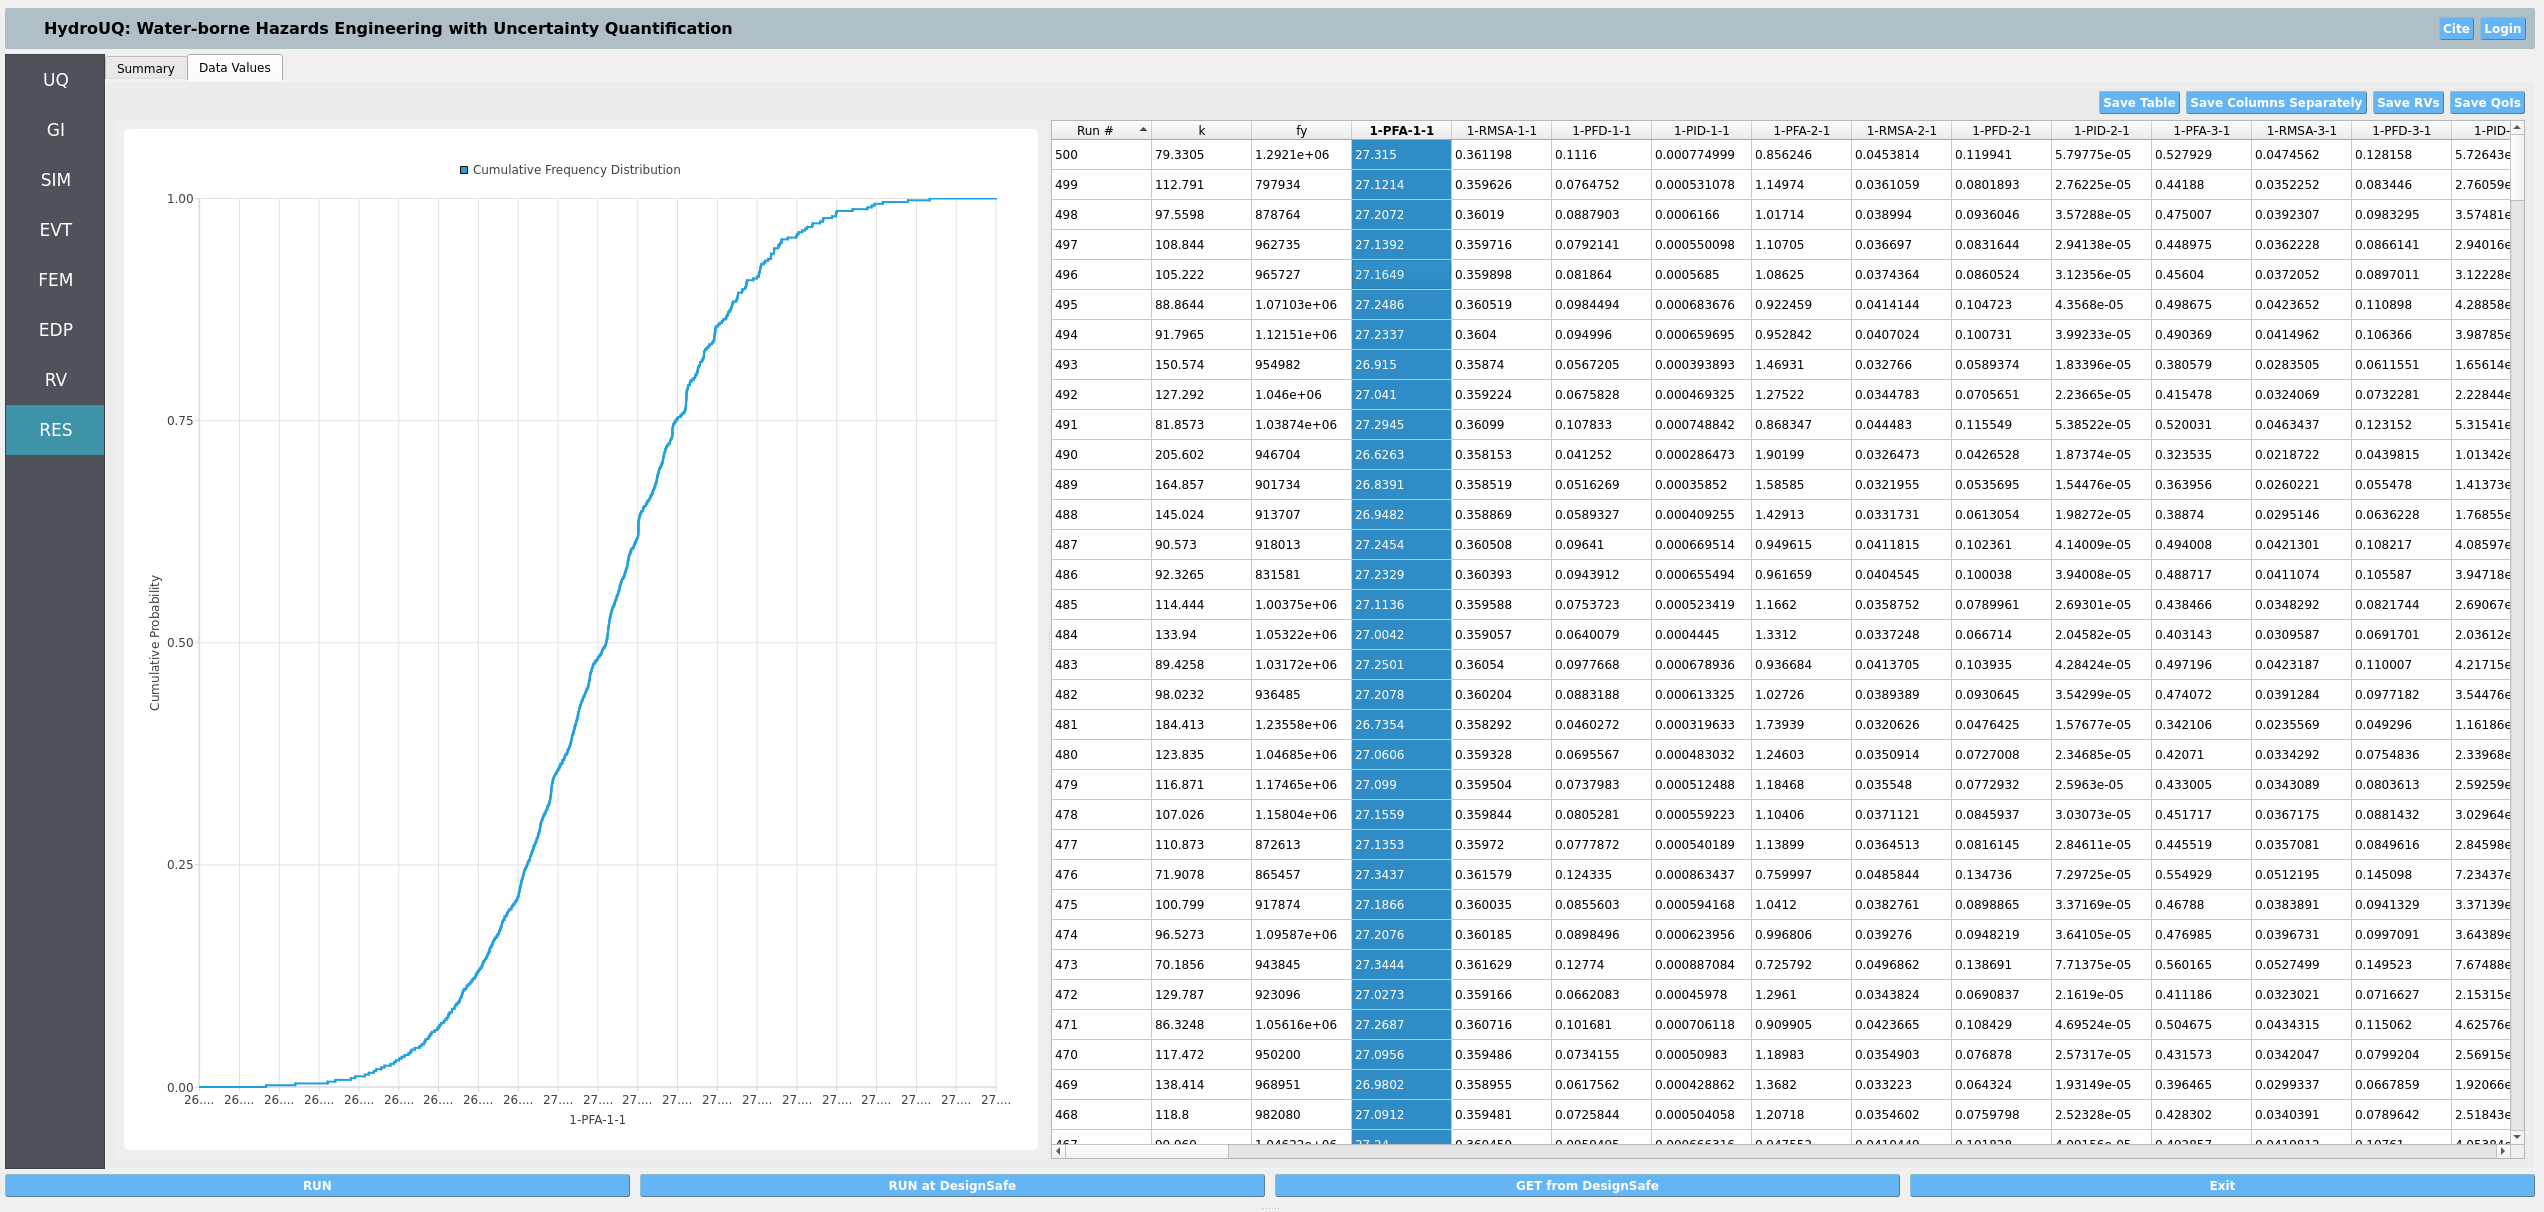 HydroUQ: Water-borne Hazards Engineering with Uncertainty Quantification
Cite Login
UQ
GI
SIM
EVT
FEM
EDP
RV
RES
Summary Data Values
Save Table Save Columns Separately Save RVs Save QoIs
Cumulative Frequency Distribution
1.00
0.75
0.50
0.25
0.00
Cumulative Probability
26.... 26.... 26.... 26.... 26.... 26.... 26.... 26.... 26.... 27.... 27.... 27.... 27.... 27.... 27.... 27.... 27.... 27.... 27.... 27.... 27....
1-PFA-1-1
Run # k fy 1-PFA-1-1 1-RMSA-1-1 1-PFD-1-1 1-PID-1-1 1-PFA-2-1 1-RMSA-2-1 1-PFD-2-1 1-PID-2-1 1-PFA-3-1 1-RMSA-3-1 1-PFD-3-1 1-PID-
500 79.3305 1.2921e+06 27.315 0.361198 0.1116 0.000774999 0.856246 0.0453814 0.119941 5.79775e-05 0.527929 0.0474562 0.128158 5.72643e
499 112.791 797934 27.1214 0.359626 0.0764752 0.000531078 1.14974 0.0361059 0.0801893 2.76225e-05 0.44188 0.0352252 0.083446 2.76059e
498 97.5598 878764 27.2072 0.36019 0.0887903 0.0006166 1.01714 0.038994 0.0936046 3.57288e-05 0.475007 0.0392307 0.0983295 3.57481e
497 108.844 962735 27.1392 0.359716 0.0792141 0.000550098 1.10705 0.036697 0.0831644 2.94138e-05 0.448975 0.0362228 0.0866141 2.94016e
496 105.222 965727 27.1649 0.359898 0.081864 0.0005685 1.08625 0.0374364 0.0860524 3.12356e-05 0.45604 0.0372052 0.0897011 3.12228e
495 88.8644 1.07103e+06 27.2486 0.360519 0.0984494 0.000683676 0.922459 0.0414144 0.104723 4.3568e-05 0.498675 0.0423652 0.110898 4.28858e
494 91.7965 1.12151e+06 27.2337 0.3604 0.094996 0.000659695 0.952842 0.0407024 0.100731 3.99233e-05 0.490369 0.0414962 0.106366 3.98785e
493 150.574 954982 26.915 0.35874 0.0567205 0.000393893 1.46931 0.032766 0.0589374 1.83396e-05 0.380579 0.0283505 0.0611551 1.65614e
492 127.292 1.046e+06 27.041 0.359224 0.0675828 0.000469325 1.27522 0.0344783 0.0705651 2.23665e-05 0.415478 0.0324069 0.0732281 2.22844e
491 81.8573 1.03874e+06 27.2945 0.36099 0.107833 0.000748842 0.868347 0.044483 0.115549 5.38522e-05 0.520031 0.0463437 0.123152 5.31541e
490 205.602 946704 26.6263 0.358153 0.041252 0.000286473 1.90199 0.0326473 0.0426528 1.87374e-05 0.323535 0.0218722 0.0439815 1.01342e
489 164.857 901734 26.8391 0.358519 0.0516269 0.00035852 1.58585 0.0321955 0.0535695 1.54476e-05 0.363956 0.0260221 0.055478 1.41373e
488 145.024 913707 26.9482 0.358869 0.0589327 0.000409255 1.42913 0.0331731 0.0613054 1.98272e-05 0.38874 0.0295146 0.0636228 1.76855e
487 90.573 918013 27.2454 0.360508 0.09641 0.000669514 0.949615 0.0411815 0.102361 4.14009e-05 0.494008 0.0421301 0.108217 4.08597e
486 92.3265 831581 27.2329 0.360393 0.0943912 0.000655494 0.961659 0.0404545 0.100038 3.94008e-05 0.488717 0.0411074 0.105587 3.94718e
485 114.444 1.00375e+06 27.1136 0.359588 0.0753723 0.000523419 1.1662 0.0358752 0.0789961 2.69301e-05 0.438466 0.0348292 0.0821744 2.69067e
484 133.94 1.05322e+06 27.0042 0.359057 0.0640079 0.0004445 1.3312 0.0337248 0.066714 2.04582e-05 0.403143 0.0309587 0.0691701 2.03612e
483 89.4258 1.03172e+06 27.2501 0.36054 0.0977668 0.000678936 0.936684 0.0413705 0.103935 4.28424e-05 0.497196 0.0423187 0.110007 4.21715e
482 98.0232 936485 27.2078 0.360204 0.0883188 0.000613325 1.02726 0.0389389 0.0930645 3.54299e-05 0.474072 0.0391284 0.0977182 3.54476e
481 184.413 1.23558e+06 26.7354 0.358292 0.0460272 0.000319633 1.73939 0.0320626 0.0476425 1.57677e-05 0.342106 0.0235569 0.049296 1.16186e
480 123.835 1.04685e+06 27.0606 0.359328 0.0695567 0.000483032 1.24603 0.0350914 0.0727008 2.34685e-05 0.42071 0.0334292 0.0754836 2.33968e
479 116.871 1.17465e+06 27.099 0.359504 0.0737983 0.000512488 1.18468 0.035548 0.0772932 2.5963e-05 0.433005 0.0343089 0.0803613 2.59259e
478 107.026 1.15804e+06 27.1559 0.359844 0.0805281 0.000559223 1.10406 0.0371121 0.0845937 3.03073e-05 0.451717 0.0367175 0.0881432 3.02964e
477 110.873 872613 27.1353 0.35972 0.0777872 0.000540189 1.13899 0.0364513 0.0816145 2.84611e-05 0.445519 0.0357081 0.0849616 2.84598e
476 71.9078 865457 27.3437 0.361579 0.124335 0.000863437 0.759997 0.0485844 0.134736 7.29725e-05 0.554929 0.0512195 0.145098 7.23437e
475 100.799 917874 27.1866 0.360035 0.0855603 0.000594168 1.0412 0.0382761 0.0898865 3.37169e-05 0.46788 0.0383891 0.0941329 3.37139e
474 96.5273 1.09587e+06 27.2076 0.360185 0.0898496 0.000623956 0.996806 0.039276 0.0948219 3.64105e-05 0.476985 0.0396731 0.0997091 3.64389e
473 70.1856 943845 27.3444 0.361629 0.12774 0.000887084 0.725792 0.0496862 0.138691 7.71375e-05 0.560165 0.0527499 0.149523 7.67488e
472 129.787 923096 27.0273 0.359166 0.0662083 0.00045978 1.2961 0.0343824 0.0690837 2.1619e-05 0.411186 0.0323021 0.0716627 2.15315e
471 86.3248 1.05616e+06 27.2687 0.360716 0.101681 0.000706118 0.909905 0.0423665 0.108429 4.69524e-05 0.504675 0.0434315 0.115062 4.62576e
470 117.472 950200 27.0956 0.359486 0.0734155 0.00050983 1.18983 0.0354903 0.076878 2.57317e-05 0.431573 0.0342047 0.0799204 2.56915e
469 138.414 968951 26.9802 0.358955 0.0617562 0.000428862 1.3682 0.033223 0.064324 1.93149e-05 0.396465 0.0299337 0.0667859 1.92066e
468 118.8 982080 27.0912 0.359481 0.0725844 0.000504058 1.20718 0.0354602 0.0759798 2.52328e-05 0.428302 0.0340391 0.0789642 2.51843e
RUN RUN at DesignSafe GET from DesignSafe Exit